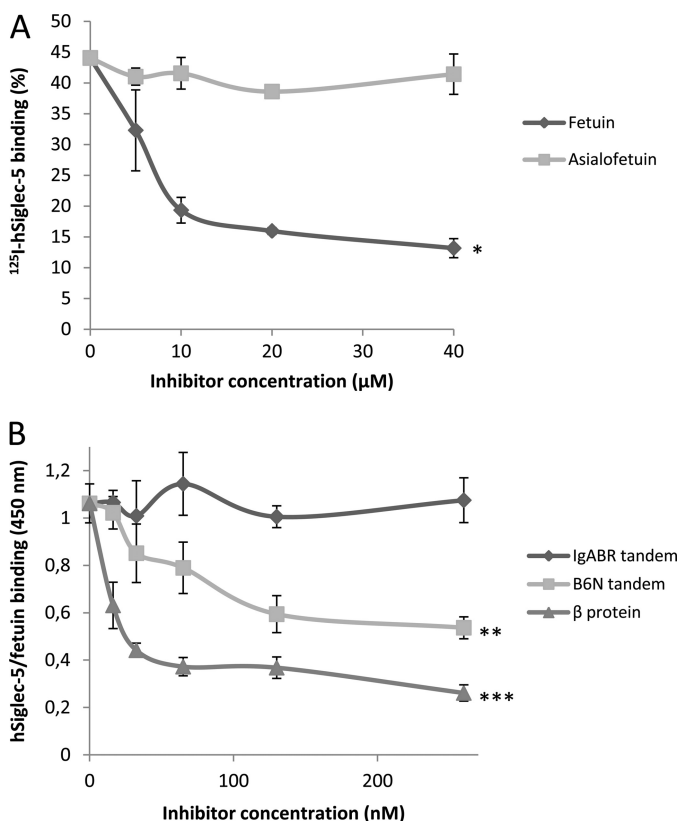 A
50
45
40
35
30
25
20
15
10
5
0
¹²⁵I-hSiglec-5 binding (%)
*
0 10 20 30 40
Inhibitor concentration (µM)
Fetuin
Asialofetuin
B
1,2
1
0,8
0,6
0,4
0,2
0
hSiglec-5/fetuin binding (450 nm)
**
***
0 100 200
Inhibitor concentration (nM)
IgABR tandem
B6N tandem
β protein